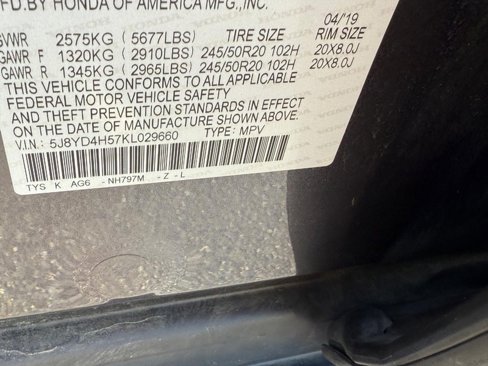 MFD.BY HONDA OF AMERICA MFG.,INC.
04/19
GVWR 2575KG (5677LBS) TIRE SIZE RIM SIZE
GAWR F 1320KG (2910LBS) 245/50R20 102H 20X8.0J
GAWR R 1345KG (2965LBS) 245/50R20 102H 20X8.0J
THIS VEHICLE CONFORMS TO ALL APPLICABLE
FEDERAL MOTOR VEHICLE SAFETY
AND THEFT PREVENTION STANDARDS IN EFFECT
ON THE DATE OF MANUFACTURE SHOWN ABOVE.
V.I.N.: 5J8YD4H57KL029660 TYPE: MPV
TYS K AG6 -NH797M -Z -L